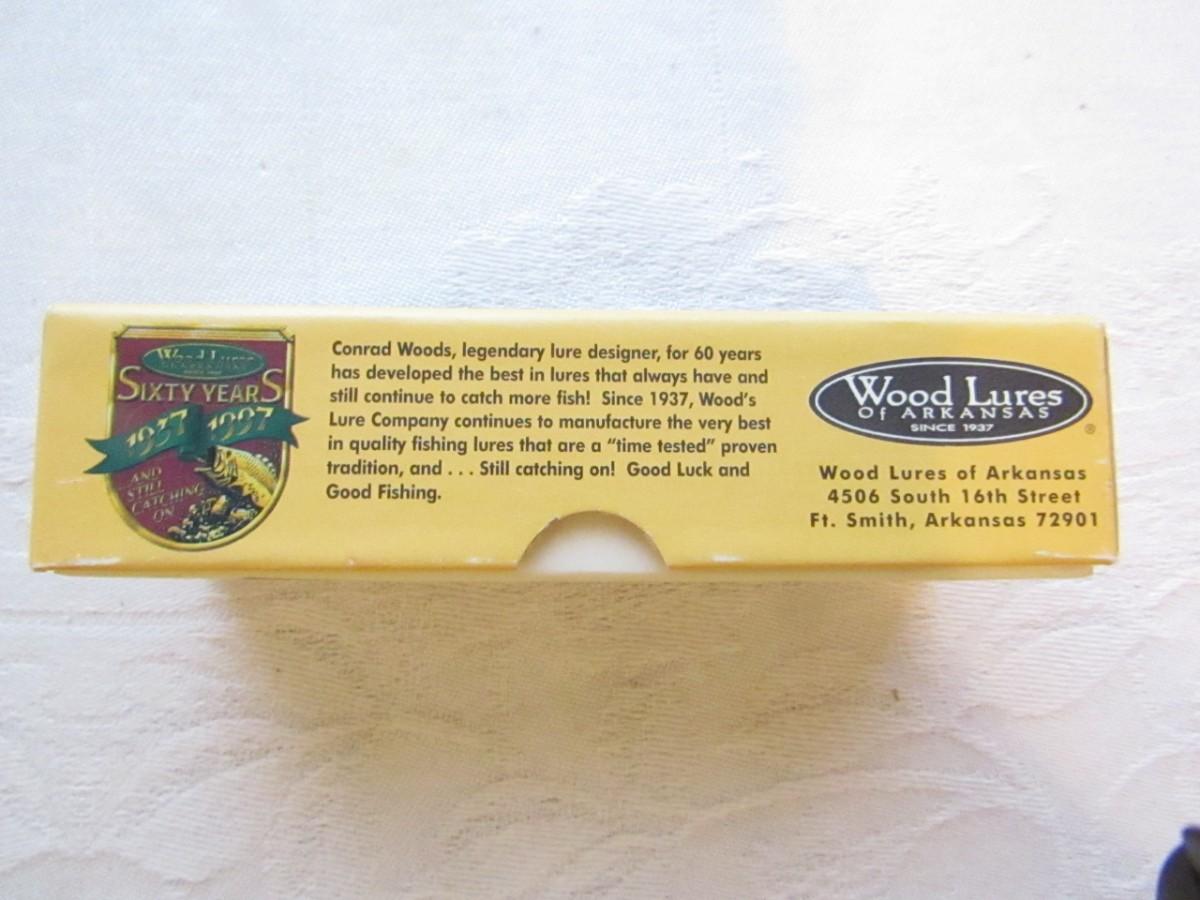 Wood Lures
SIXTY YEARS
1937 1997
AND
STILL
CATCHING
ON
Conrad Woods, legendary lure designer, for 60 years
has developed the best in lures that always have and
still continue to catch more fish! Since 1937, Wood's
Lure Company continues to manufacture the very best
in quality fishing lures that are a "time tested" proven
tradition, and . . . Still catching on! Good Luck and
Good Fishing.
Wood Lures
Of ARKANSAS
SINCE 1937
®
Wood Lures of Arkansas
4506 South 16th Street
Ft. Smith, Arkansas 72901